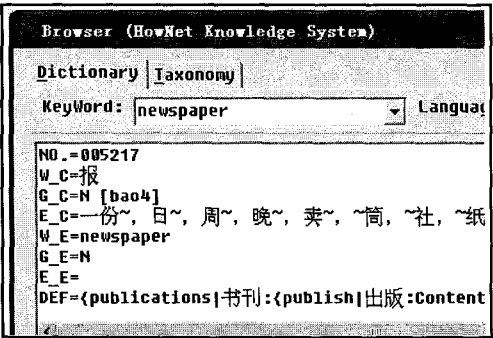 Browser (HowNet Knowledge System)
Dictionary Taxonomy
KeyWord: newspaper Languag
NO.=005217
W_C=报
G_C=N [bao4]
E_C=一份~, 日~, 周~, 晚~, 卖~, ~筒, ~社, ~纸
W_E=newspaper
G_E=N
E_E=
DEF={publications|书刊:{publish|出版:Content